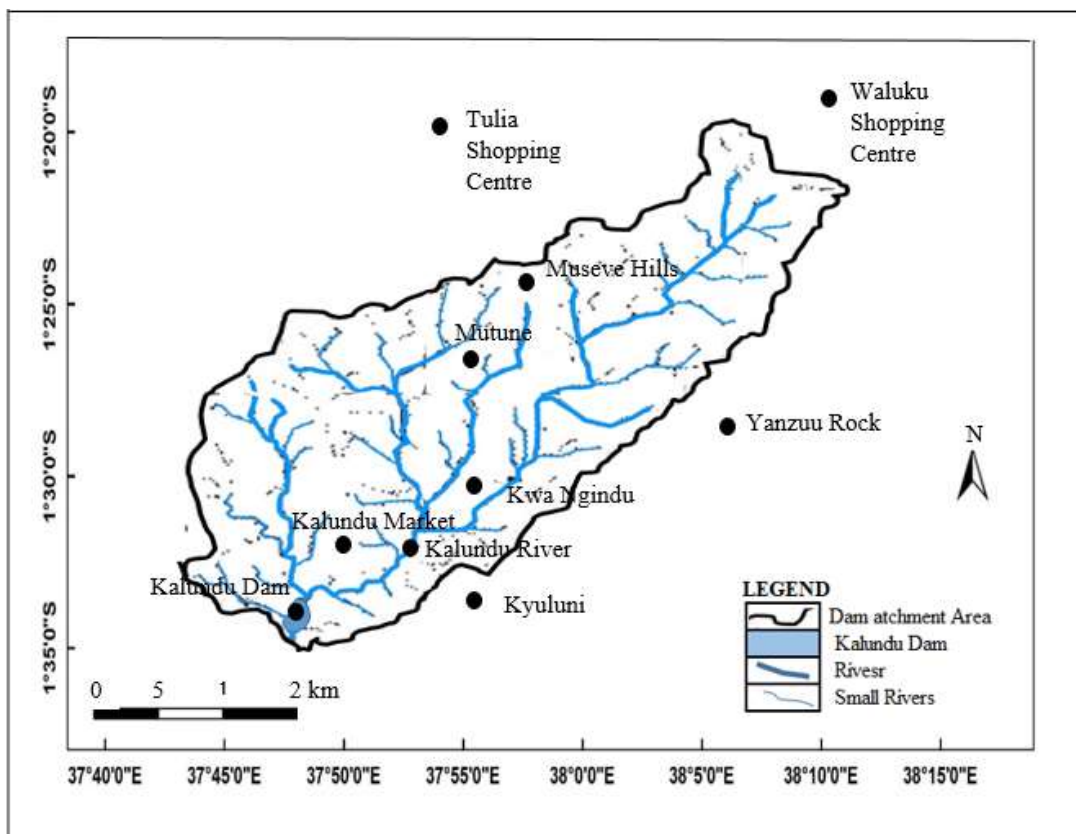 Waluku
Shopping
Centre
Tulia
Shopping
Centre
1°20'0"S
Museve Hills
1°25'0"S
Mutune
Yanzuu Rock
N
1°30'0"S
Kwa Ngindu
Kalundu Market
Kalundu River
Kalundu Dam
Kyuluni
LEGEND
Dam atchment Area
Kalundu Dam
Rivesr
Small Rivers
1°35'0"S
0 5 1 2 km
37°40'0"E 37°45'0"E 37°50'0"E 37°55'0"E 38°0'0"E 38°5'0"E 38°10'0"E 38°15'0"E